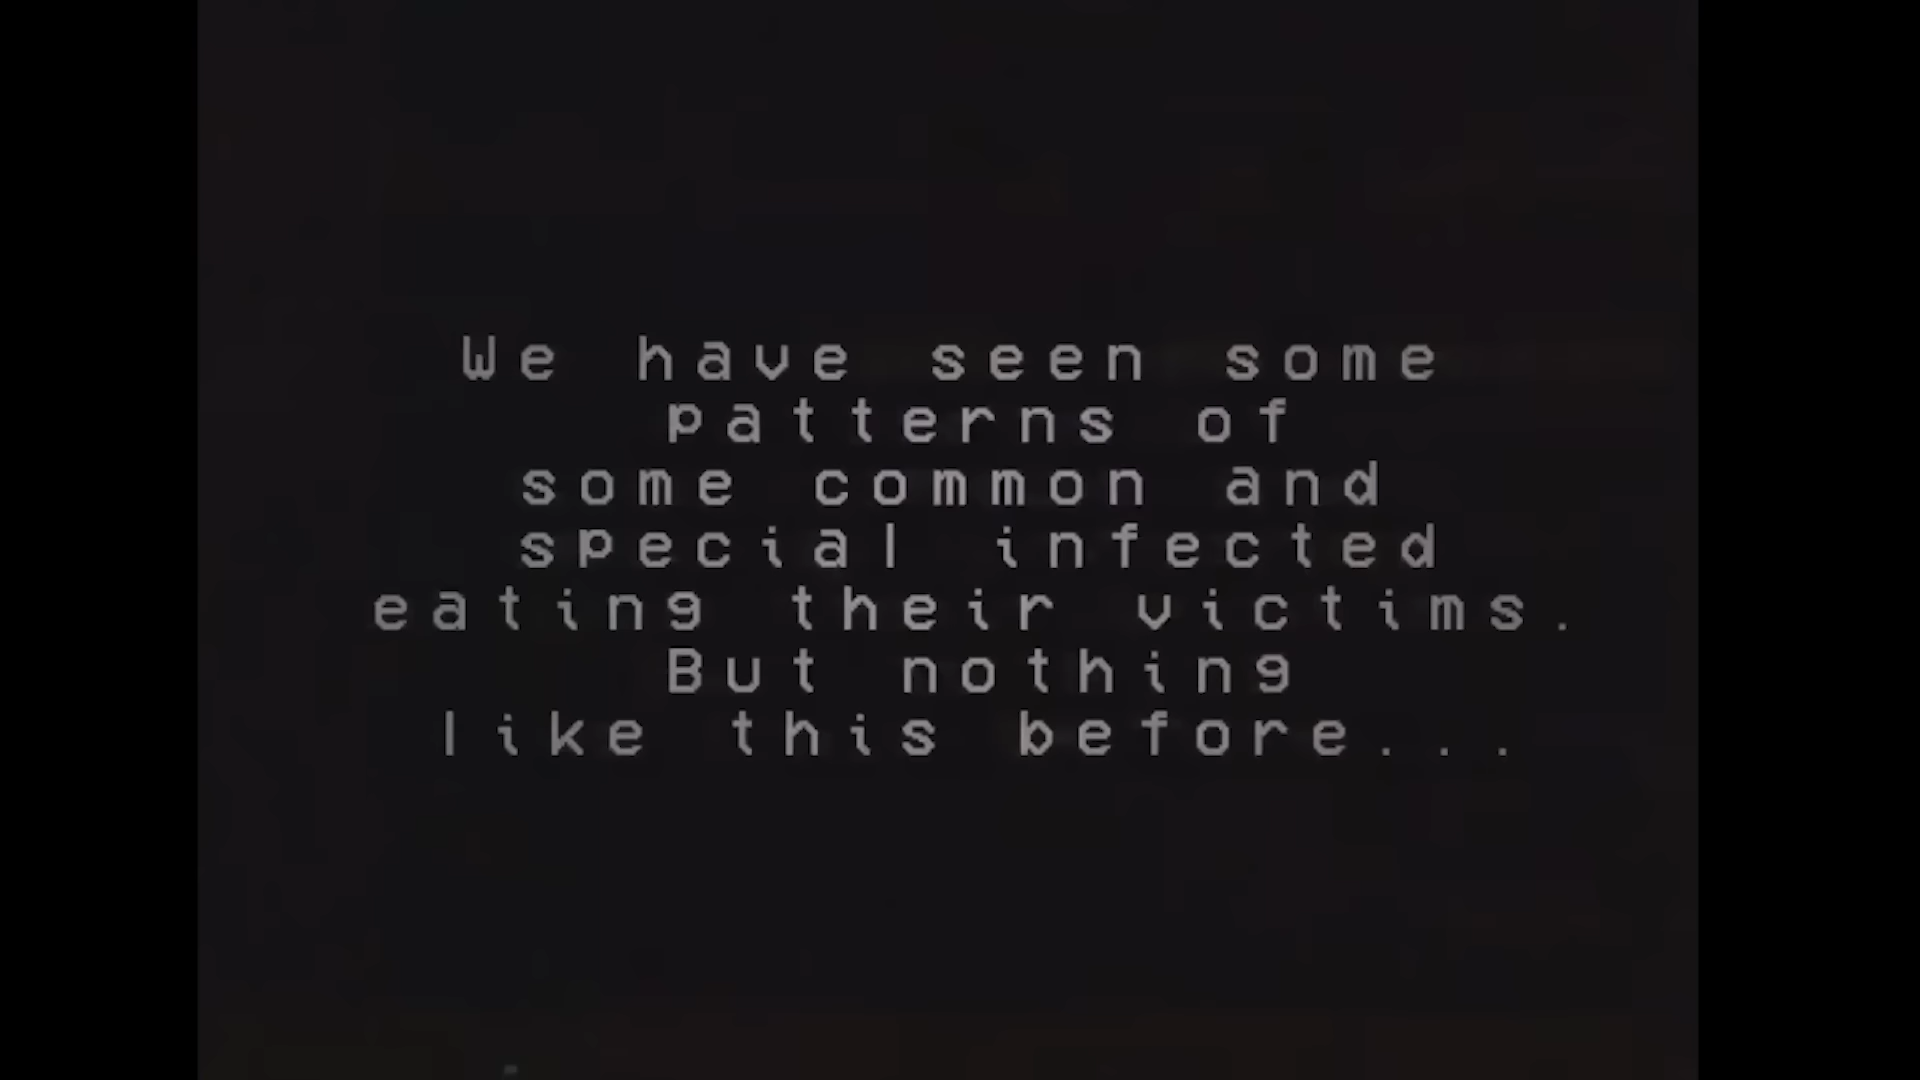 We have seen some
patterns of
some common and
special infected
eating their victims.
But nothing
like this before...